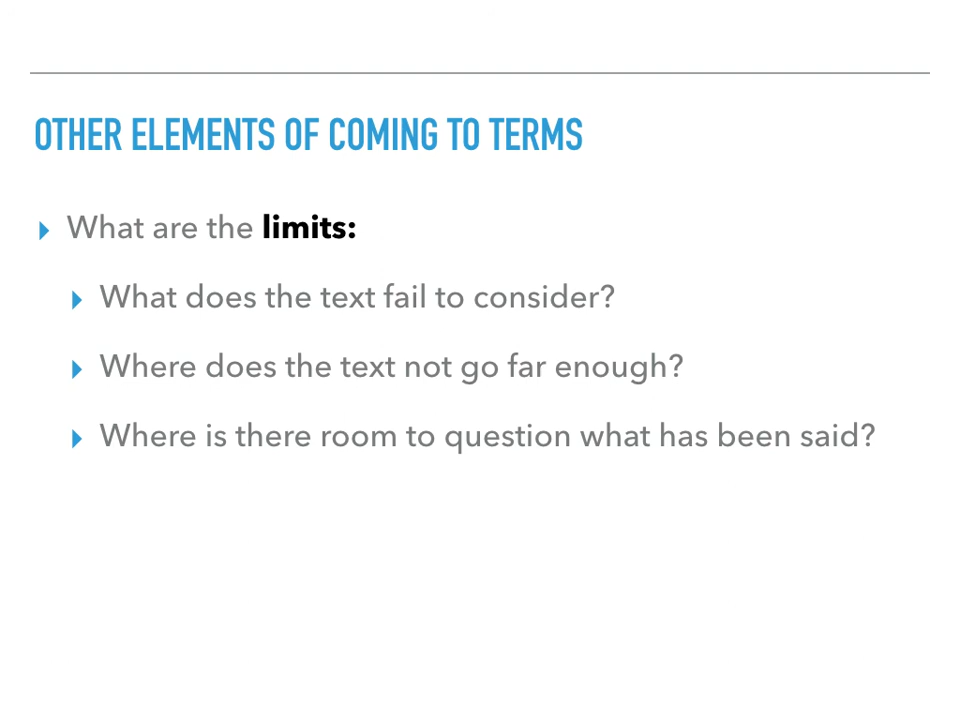 OTHER ELEMENTS OF COMING TO TERMS
What are the limits:
What does the text fail to consider?
Where does the text not go far enough?
Where is there room to question what has been said?